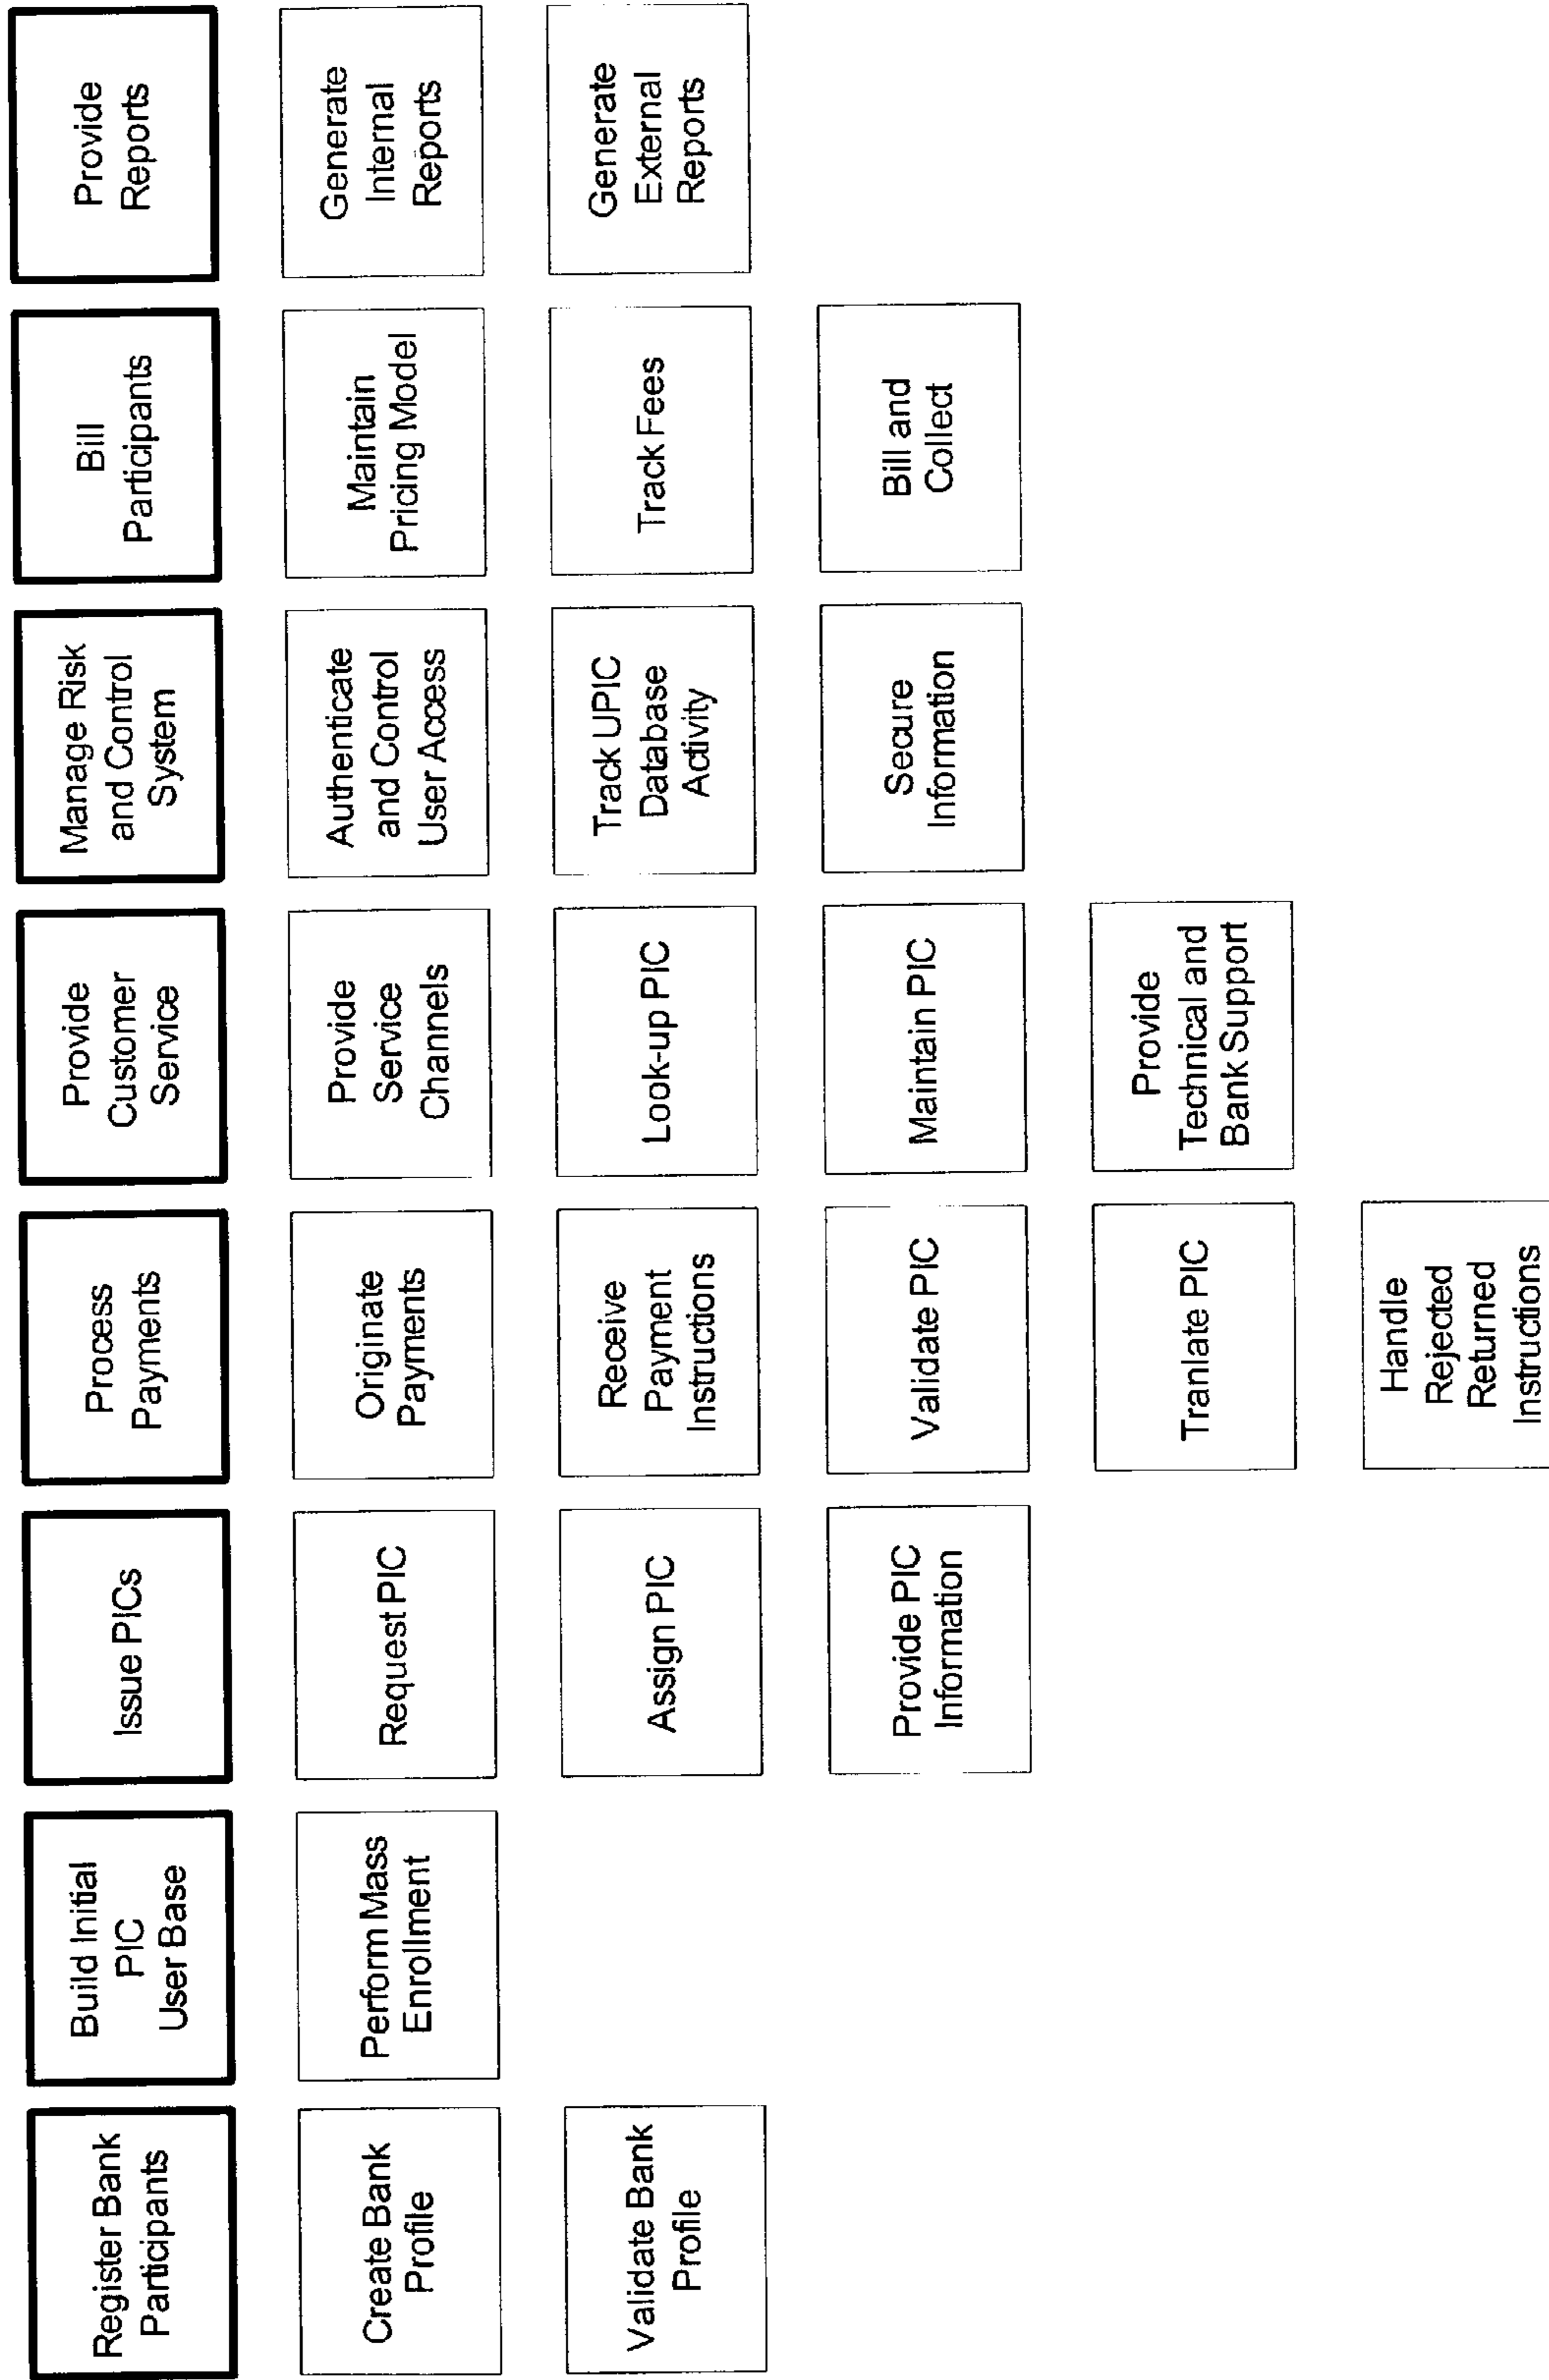 Register Bank
Participants
Build Initial
PIC
User Base
Issue PICs
Process
Payments
Provide
Customer
Service
Manage Risk
and Control
System
Bill
Participants
Provide
Reports
Create Bank
Profile
Perform Mass
Enrollment
Request PIC
Originate
Payments
Provide
Service
Channels
Authenticate
and Control
User Access
Maintain
Pricing Model
Generate
Internal
Reports
Validate Bank
Profile
Assign PIC
Receive
Payment
Instructions
Look-up PIC
Track UPIC
Database
Activity
Track Fees
Generate
External
Reports
Provide PIC
Information
Validate PIC
Maintain PIC
Secure
Information
Bill and
Collect
Tranlate PIC
Provide
Technical and
Bank Support
Handle
Rejected
Returned
Instructions